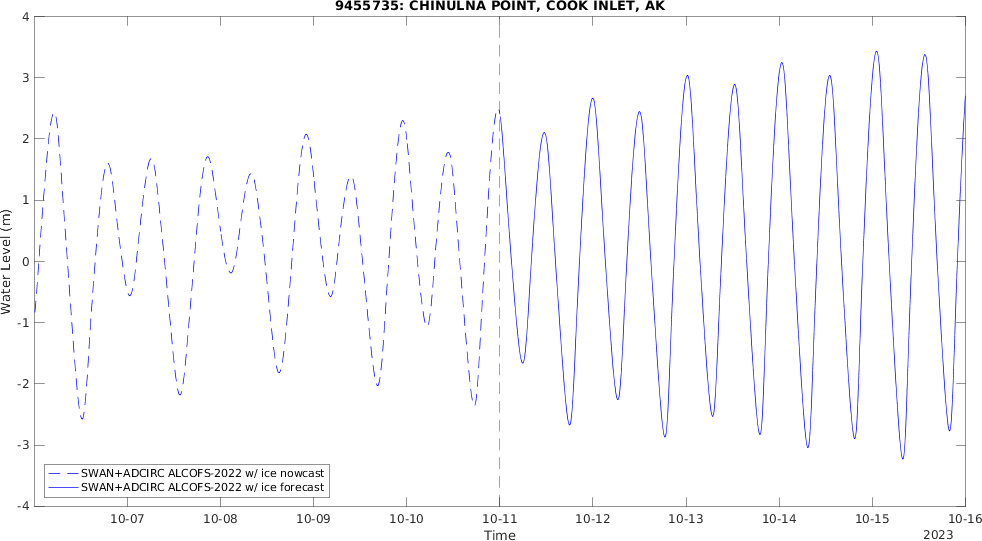 9455735: CHINULNA POINT, COOK INLET, AK
4
3
2
1
0
-1
-2
-3
-4
Water Level (m)
SWAN+ADCIRC ALCOFS-2022 w/ ice nowcast
SWAN+ADCIRC ALCOFS-2022 w/ ice forecast
10-07 10-08 10-09 10-10 10-11 10-12 10-13 10-14 10-15 10-16
Time
2023